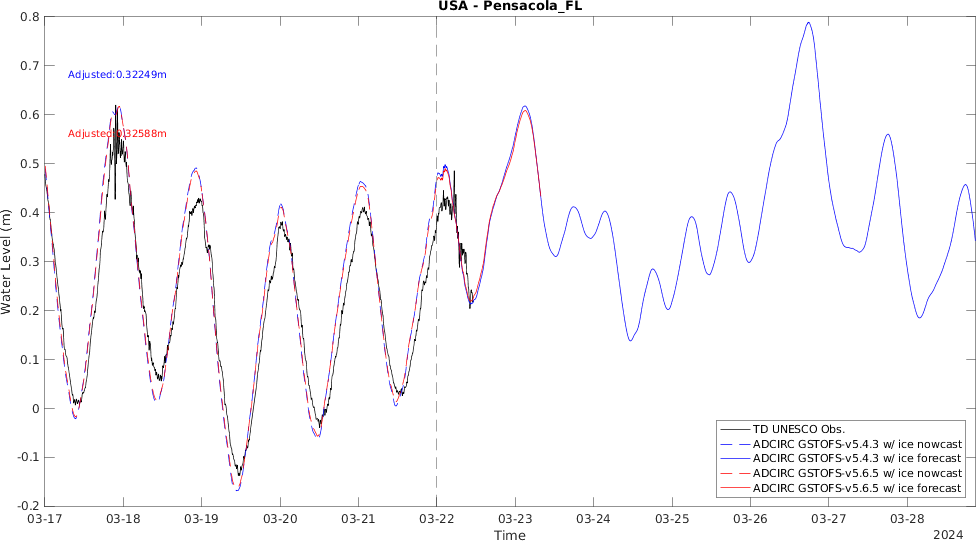 USA - Pensacola_FL
0.8
0.7
0.6
0.5
0.4
0.3
0.2
0.1
0
-0.1
-0.2
Water Level (m)
Adjusted:0.32249m
Adjusted:0.32588m
TD UNESCO Obs.
ADCIRC GSTOFS-v5.4.3 w/ ice nowcast
ADCIRC GSTOFS-v5.4.3 w/ ice forecast
ADCIRC GSTOFS-v5.6.5 w/ ice nowcast
ADCIRC GSTOFS-v5.6.5 w/ ice forecast
03-17 03-18 03-19 03-20 03-21 03-22 03-23 03-24 03-25 03-26 03-27 03-28
Time
2024